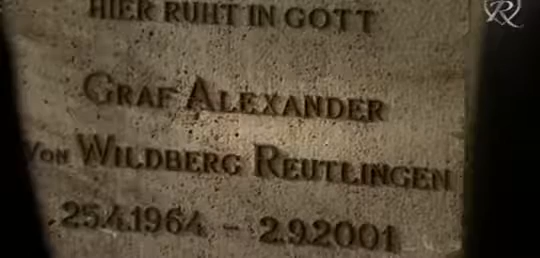 HIER RUHT IN GOTT
GRAF ALEXANDER
VON WILDBERG REUTLINGEN
25.4.1964 - 2.9.2001
R